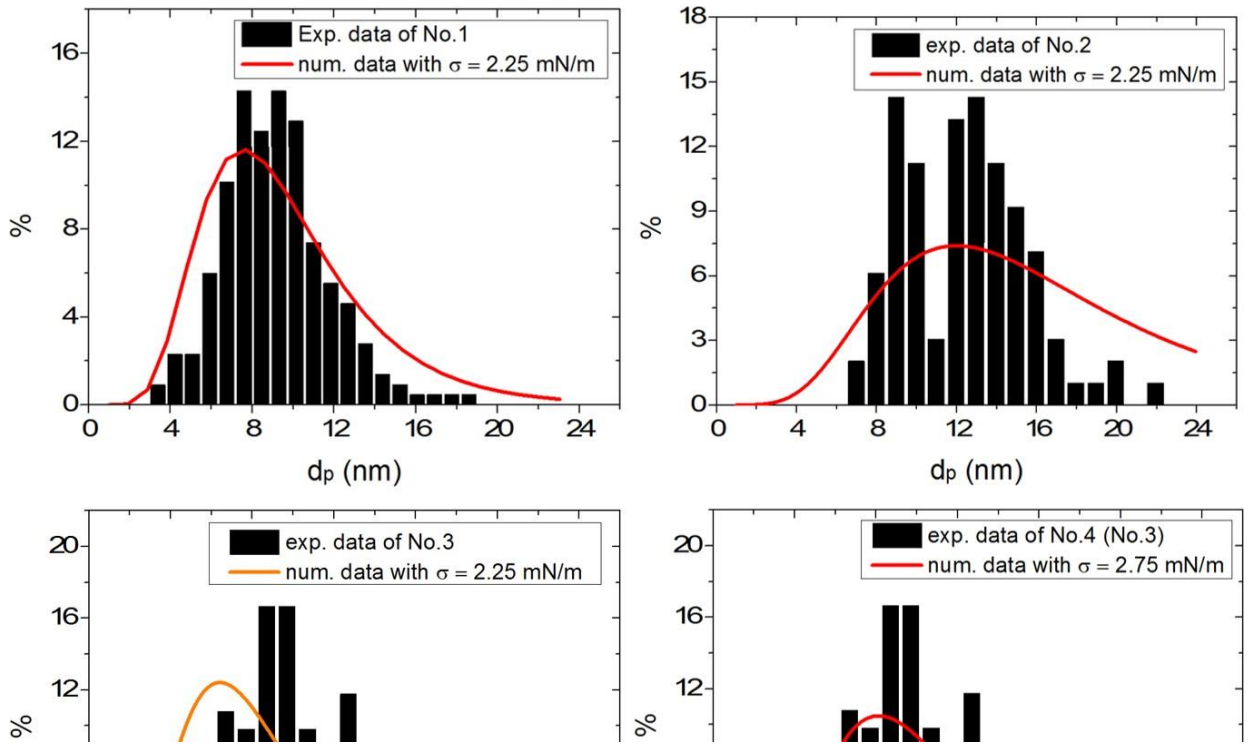 Exp. data of No.1
num. data with σ = 2.25 mN/m
16
12
8
4
0
%
0 4 8 12 16 20 24
dp (nm)
exp. data of No.2
num. data with σ = 2.25 mN/m
18
15
12
9
6
3
0
%
0 4 8 12 16 20 24
dp (nm)
exp. data of No.3
num. data with σ = 2.25 mN/m
20
16
12
%
exp. data of No.4 (No.3)
num. data with σ = 2.75 mN/m
20
16
12
%